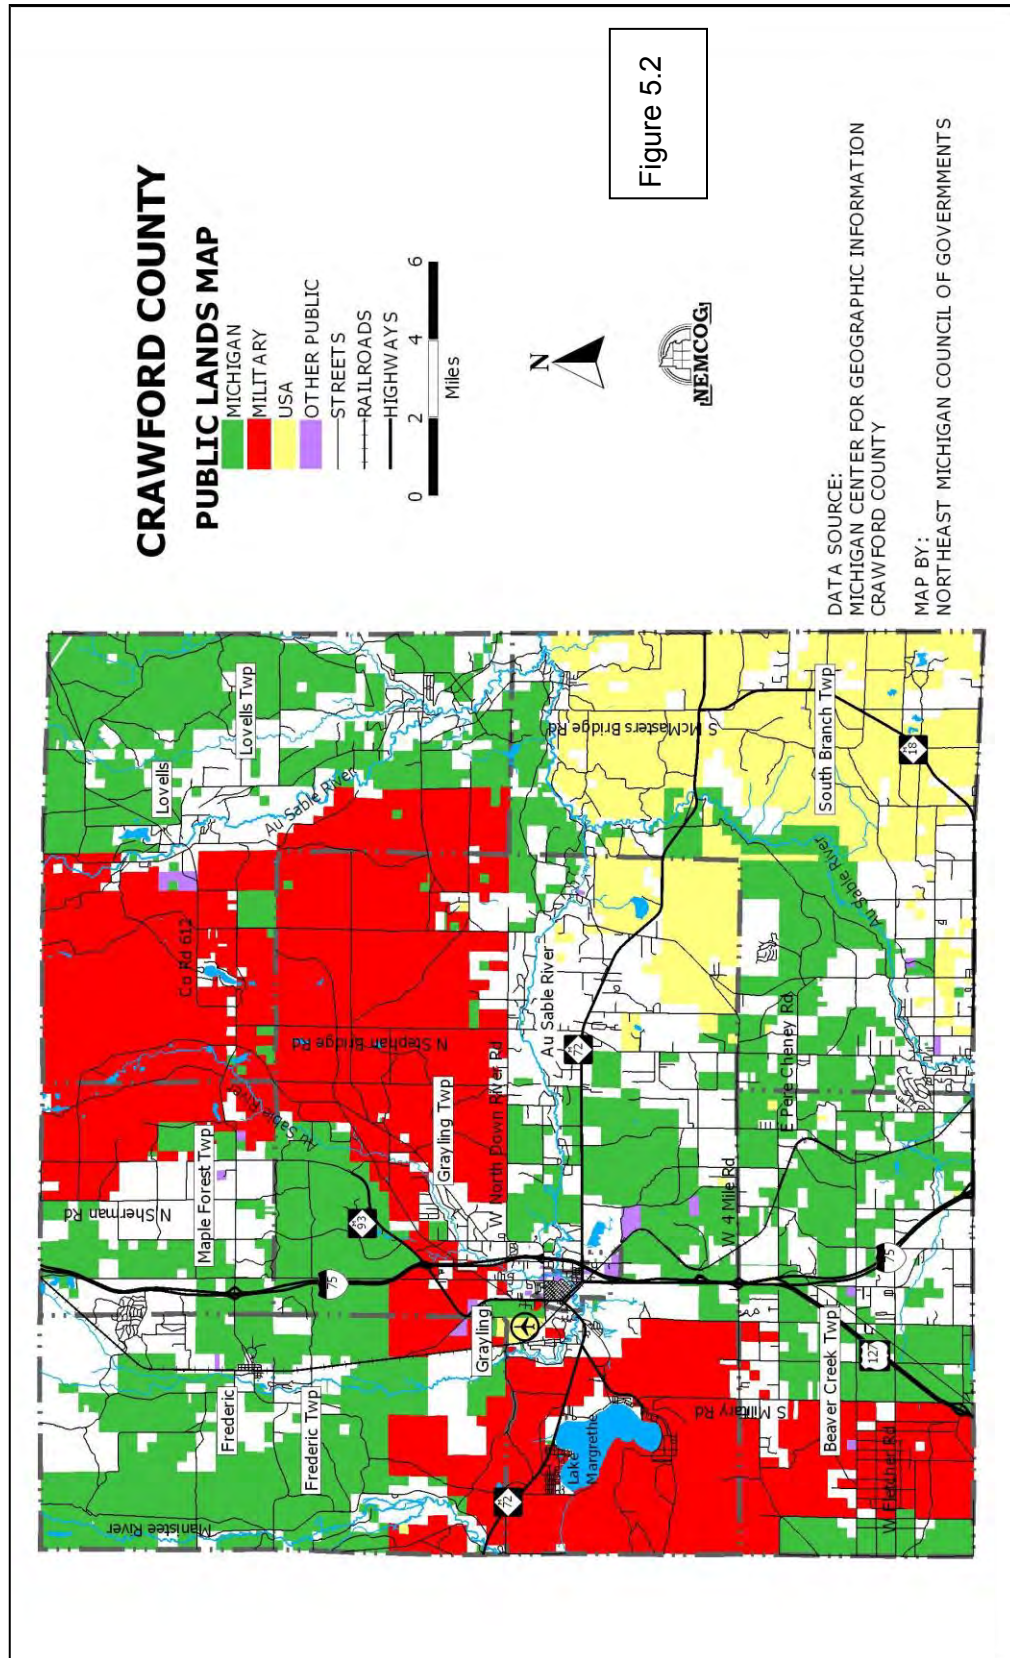 CRAWFORD COUNTY
PUBLIC LANDS MAP
MICHIGAN
MILITARY
USA
OTHER PUBLIC
STREETS
RAILROADS
HIGHWAYS
0 2 4 6
Miles
N
NEMCOG
Figure 5.2
DATA SOURCE:
MICHIGAN CENTER FOR GEOGRAPHIC INFORMATION
CRAWFORD COUNTY
MAP BY:
NORTHEAST MICHIGAN COUNCIL OF GOVERNMENTS
Manistee River
Frederic
Frederic Twp
N Sherman Rd
Maple Forest Twp
75
M
93
Au Sable River
Co Rd 612
Lovells
Lovells Twp
Au Sable River
N Stephan Bridge Rd
Grayling Twp
W North Down River Rd
Grayling
M
72
Lake
Margrethe
Au Sable River
M
72
S McMasters Bridge Rd
S Military Rd
W 4 Mile Rd
E Pere Cheney Rd
Beaver Creek Twp
127
75
W Fletcher Rd
Au Sable River
South Branch Twp
M
18